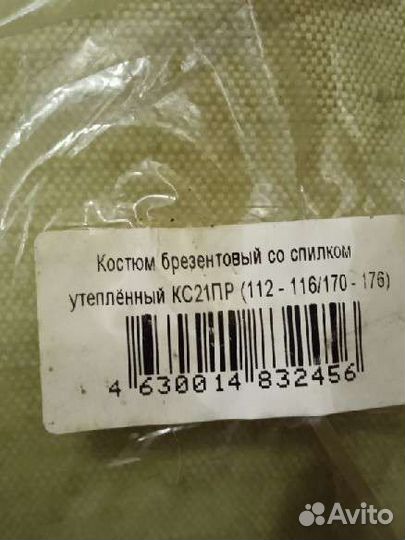 Костюм брезентовый со спилком
утеплённый КС21ПР (112 - 116/170 - 176)
4 630014 832456
Avito